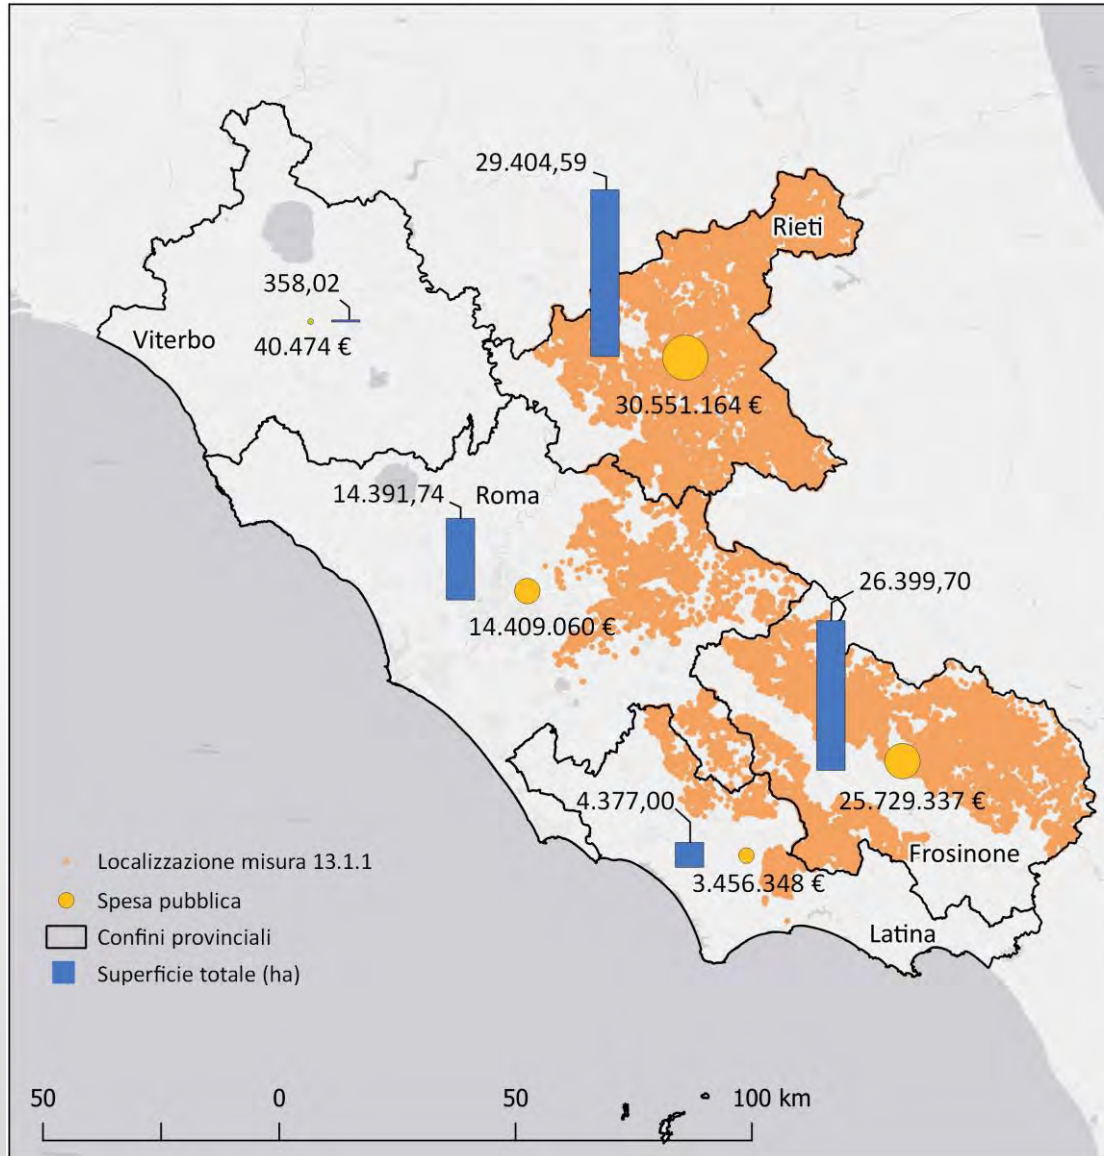 29.404,59
Rieti
358,02
Viterbo
40.474 €
30.551.164 €
14.391,74
Roma
26.399,70
14.409.060 €
4.377,00
25.729.337 €
Frosinone
3.456.348 €
Latina
Localizzazione misura 13.1.1
Spesa pubblica
Confini provinciali
Superficie totale (ha)
50 0 50 100 km